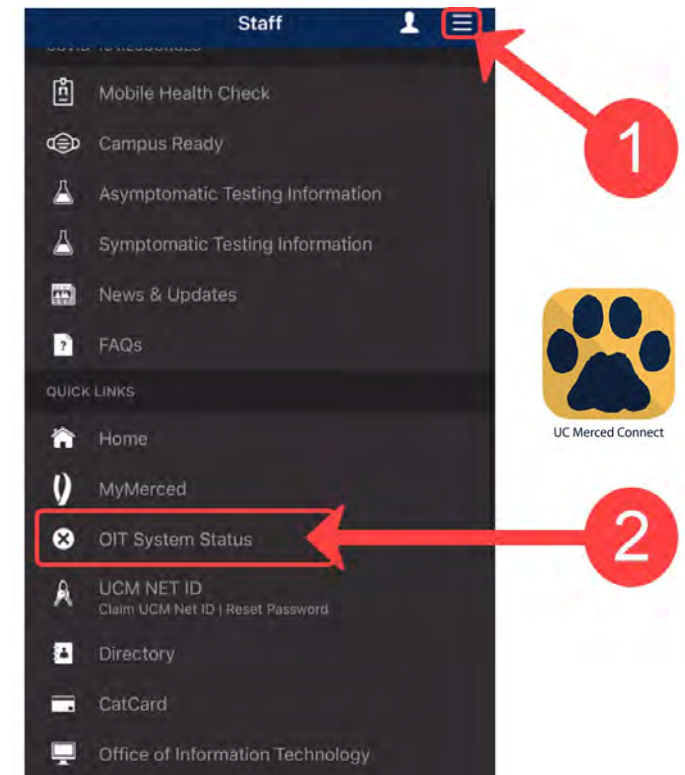 Staff
1
Mobile Health Check
Campus Ready
Asymptomatic Testing Information
Symptomatic Testing Information
News & Updates
FAQs
QUICK LINKS
Home
UC Merced Connect
MyMerced
OIT System Status
2
UCM NET ID
Claim UCM Net ID | Reset Password
Directory
CatCard
Office of Information Technology